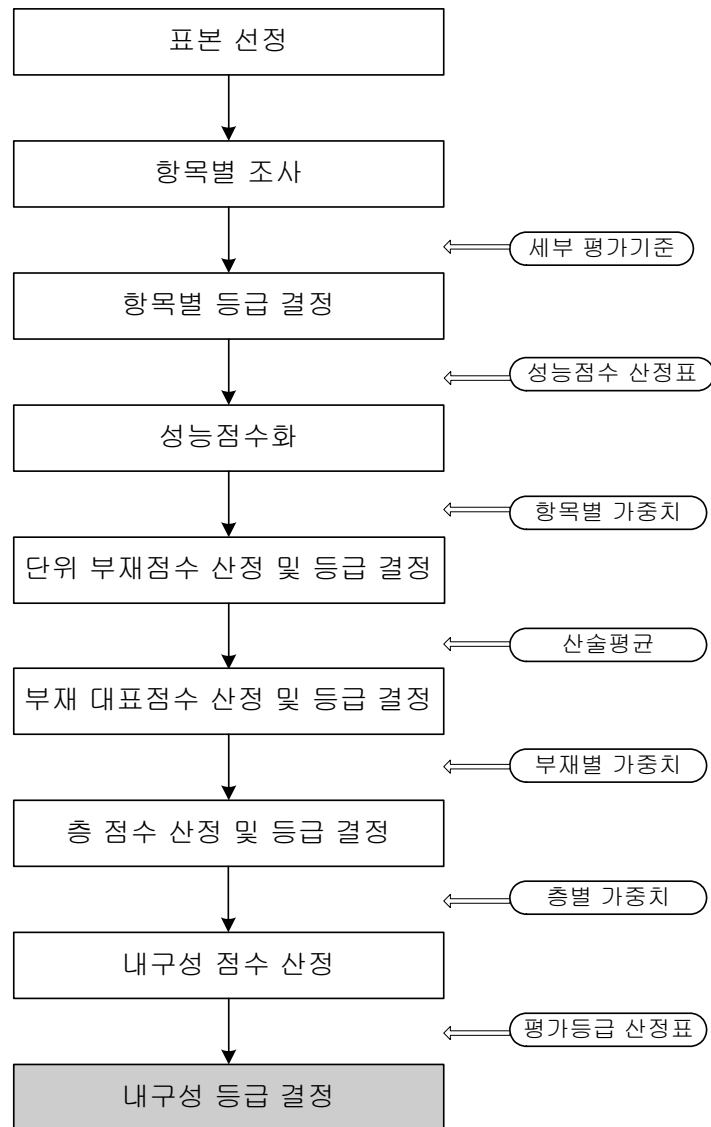 표본 선정
항목별 조사
세부 평가기준
항목별 등급 결정
성능점수 산정표
성능점수화
항목별 가중치
단위 부재점수 산정 및 등급 결정
산술평균
부재 대표점수 산정 및 등급 결정
부재별 가중치
층 점수 산정 및 등급 결정
층별 가중치
내구성 점수 산정
평가등급 산정표
내구성 등급 결정